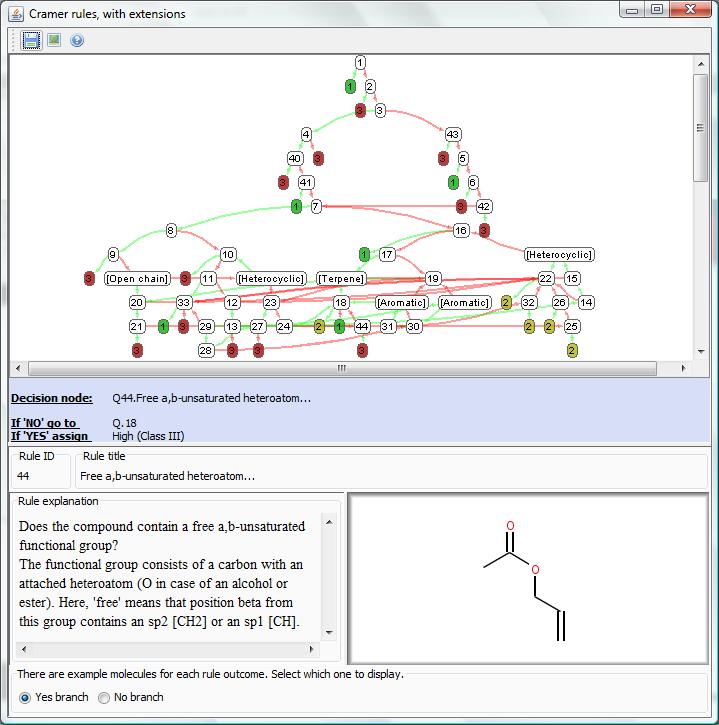 Cramer rules, with extensions
1
1 2
3 3
4 43
40 3 3 5
3 41 1 6
1 7 3 42
8 16 3
9 10 1 17 [Heterocyclic]
3 [Open chain] 3 11 [Heterocyclic] [Terpene] 19 22 15
20 33 12 23 18 [Aromatic] [Aromatic] 2 32 26 14
21 1 3 29 13 27 24 2 1 44 31 30 2 2 25
3 28 3 3 3 2
Decision node: Q44.Free a,b-unsaturated heteroatom...
If 'NO' go to Q.18
If 'YES' assign High (Class III)
Rule ID Rule title
44 Free a,b-unsaturated heteroatom...
Rule explanation
Does the compound contain a free a,b-unsaturated
functional group?
The functional group consists of a carbon with an
attached heteroatom (O in case of an alcohol or
ester). Here, 'free' means that position beta from
this group contains an sp2 [CH2] or an sp1 [CH].
O
O
There are example molecules for each rule outcome. Select which one to display.
Yes branch No branch